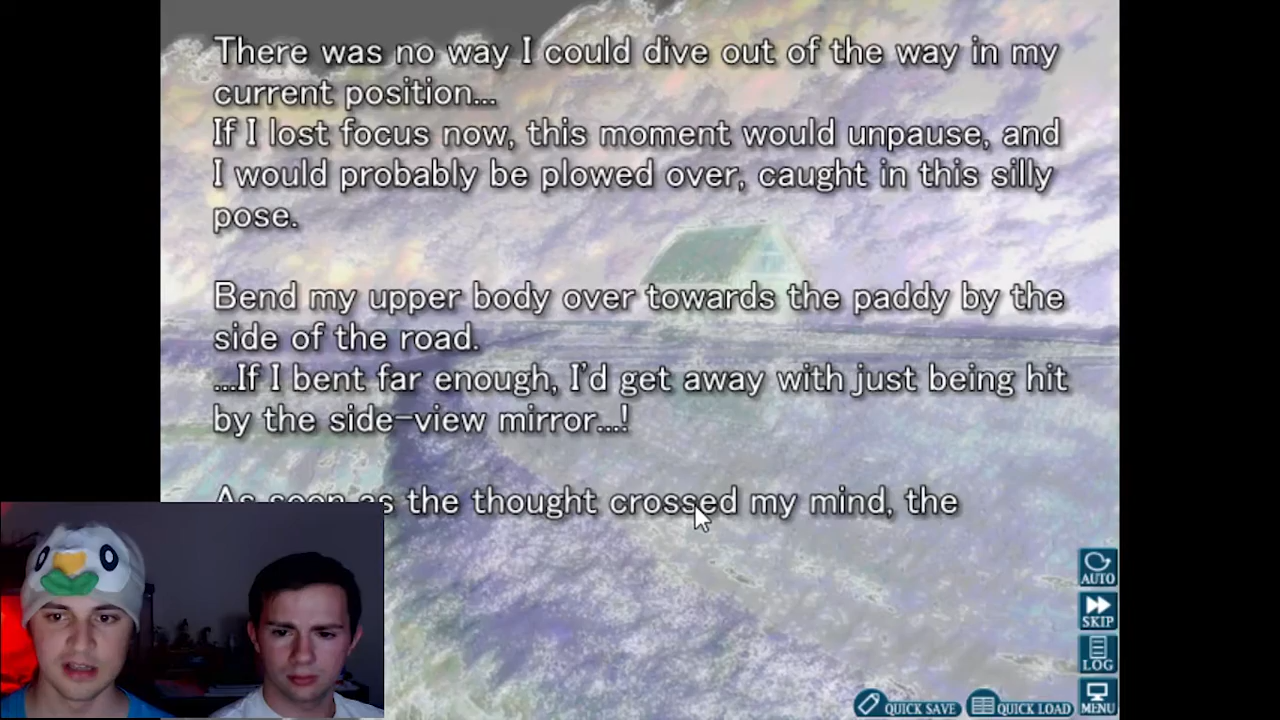 There was no way I could dive out of the way in my
current position...
If I lost focus now, this moment would unpause, and
I would probably be plowed over, caught in this silly
pose.
Bend my upper body over towards the paddy by the
side of the road.
...If I bent far enough, I'd get away with just being hit
by the side-view mirror...!
As soon as the thought crossed my mind, the
AUTO
SKIP
LOG
MENU
QUICK SAVE
QUICK LOAD